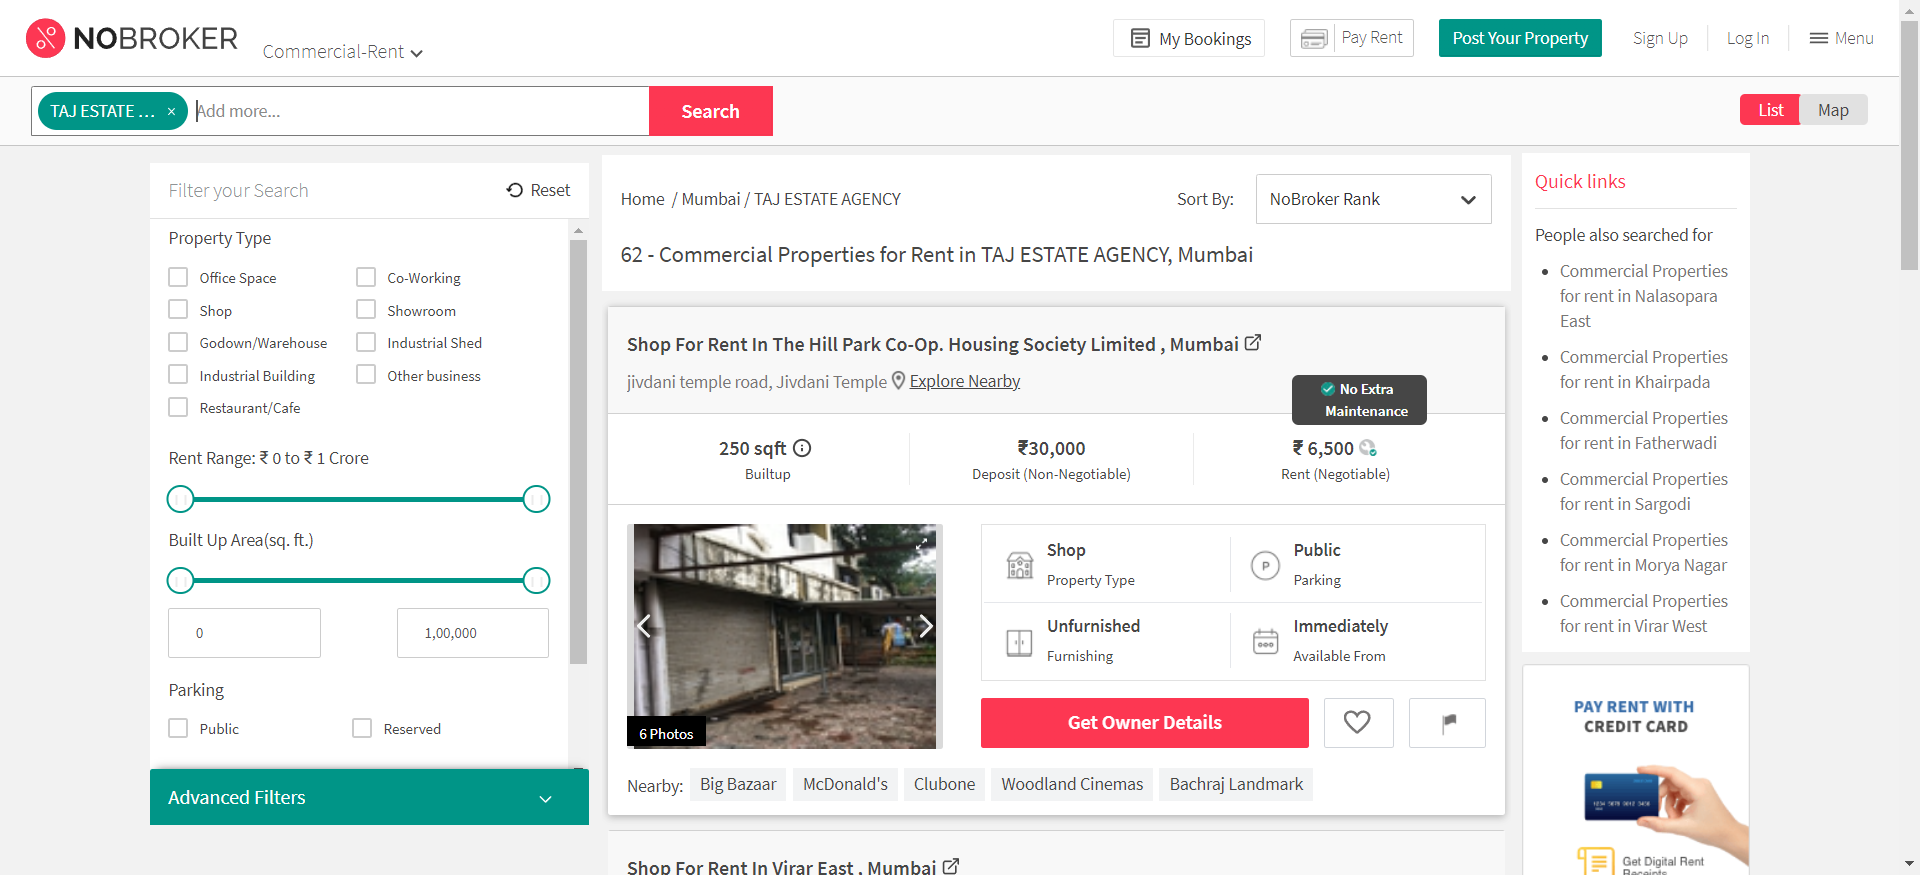 NOBROKER
Commercial-Rent
My Bookings
Pay Rent
Post Your Property
Sign Up
Log In
Menu
TAJ ESTATE ... ×
Add more...
Search
List
Map
Filter your Search
Reset
Property Type
Office Space
Co-Working
Shop
Showroom
Godown/Warehouse
Industrial Shed
Industrial Building
Other business
Restaurant/Cafe
Rent Range: ₹ 0 to ₹ 1 Crore
Built Up Area(sq. ft.)
0
1,00,000
Parking
Public
Reserved
Advanced Filters
Home / Mumbai / TAJ ESTATE AGENCY
Sort By:
NoBroker Rank
62 - Commercial Properties for Rent in TAJ ESTATE AGENCY, Mumbai
Shop For Rent In The Hill Park Co-Op. Housing Society Limited , Mumbai
jivdani temple road, Jivdani Temple
Explore Nearby
No Extra
Maintenance
250 sqft
Builtup
₹30,000
Deposit (Non-Negotiable)
₹ 6,500
Rent (Negotiable)
6 Photos
Shop
Property Type
P
Public
Parking
Unfurnished
Furnishing
Immediately
Available From
Get Owner Details
Nearby:
Big Bazaar
McDonald's
Clubone
Woodland Cinemas
Bachraj Landmark
Shop For Rent In Virar East , Mumbai
Quick links
People also searched for
Commercial Properties
for rent in Nalasopara
East
Commercial Properties
for rent in Khairpada
Commercial Properties
for rent in Fatherwadi
Commercial Properties
for rent in Sargodi
Commercial Properties
for rent in Morya Nagar
Commercial Properties
for rent in Virar West
PAY RENT WITH
CREDIT CARD
Get Digital Rent
Receipts